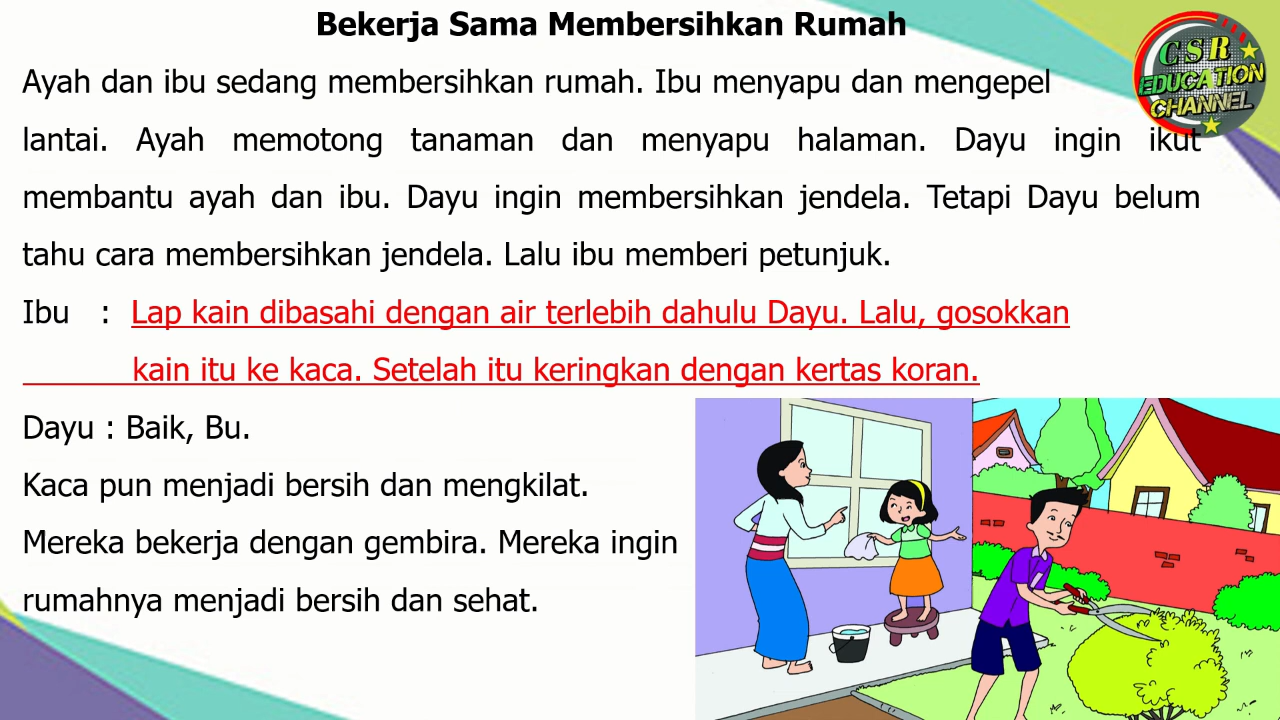 Bekerja Sama Membersihkan Rumah
CSR
EDUCATION
CHANNEL
Ayah dan ibu sedang membersihkan rumah. Ibu menyapu dan mengepel
lantai. Ayah memotong tanaman dan menyapu halaman. Dayu ingin ikut
membantu ayah dan ibu. Dayu ingin membersihkan jendela. Tetapi Dayu belum
tahu cara membersihkan jendela. Lalu ibu memberi petunjuk.
Ibu : Lap kain dibasahi dengan air terlebih dahulu Dayu. Lalu, gosokkan
kain itu ke kaca. Setelah itu keringkan dengan kertas koran.
Dayu : Baik, Bu.
Kaca pun menjadi bersih dan mengkilat.
Mereka bekerja dengan gembira. Mereka ingin
rumahnya menjadi bersih dan sehat.